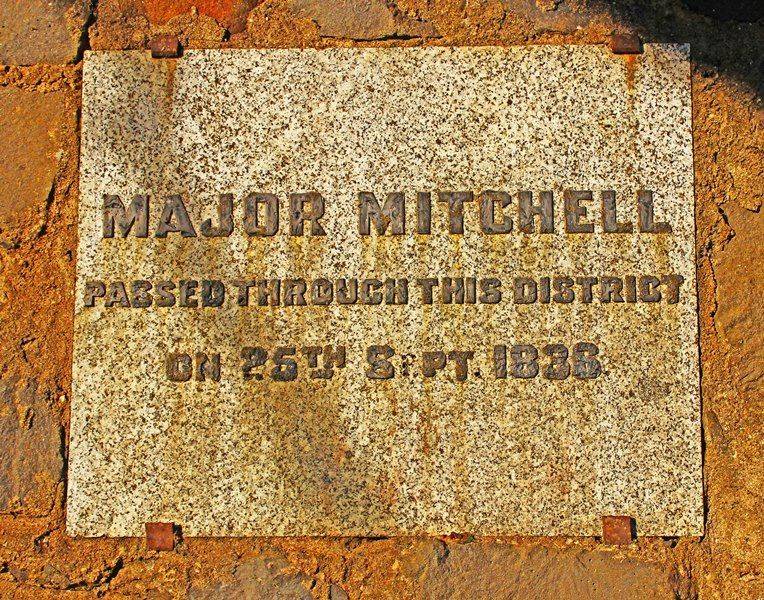 MAJOR MITCHELL
PASSED THROUGH THIS DISTRICT
ON 25TH SEPT. 1836.